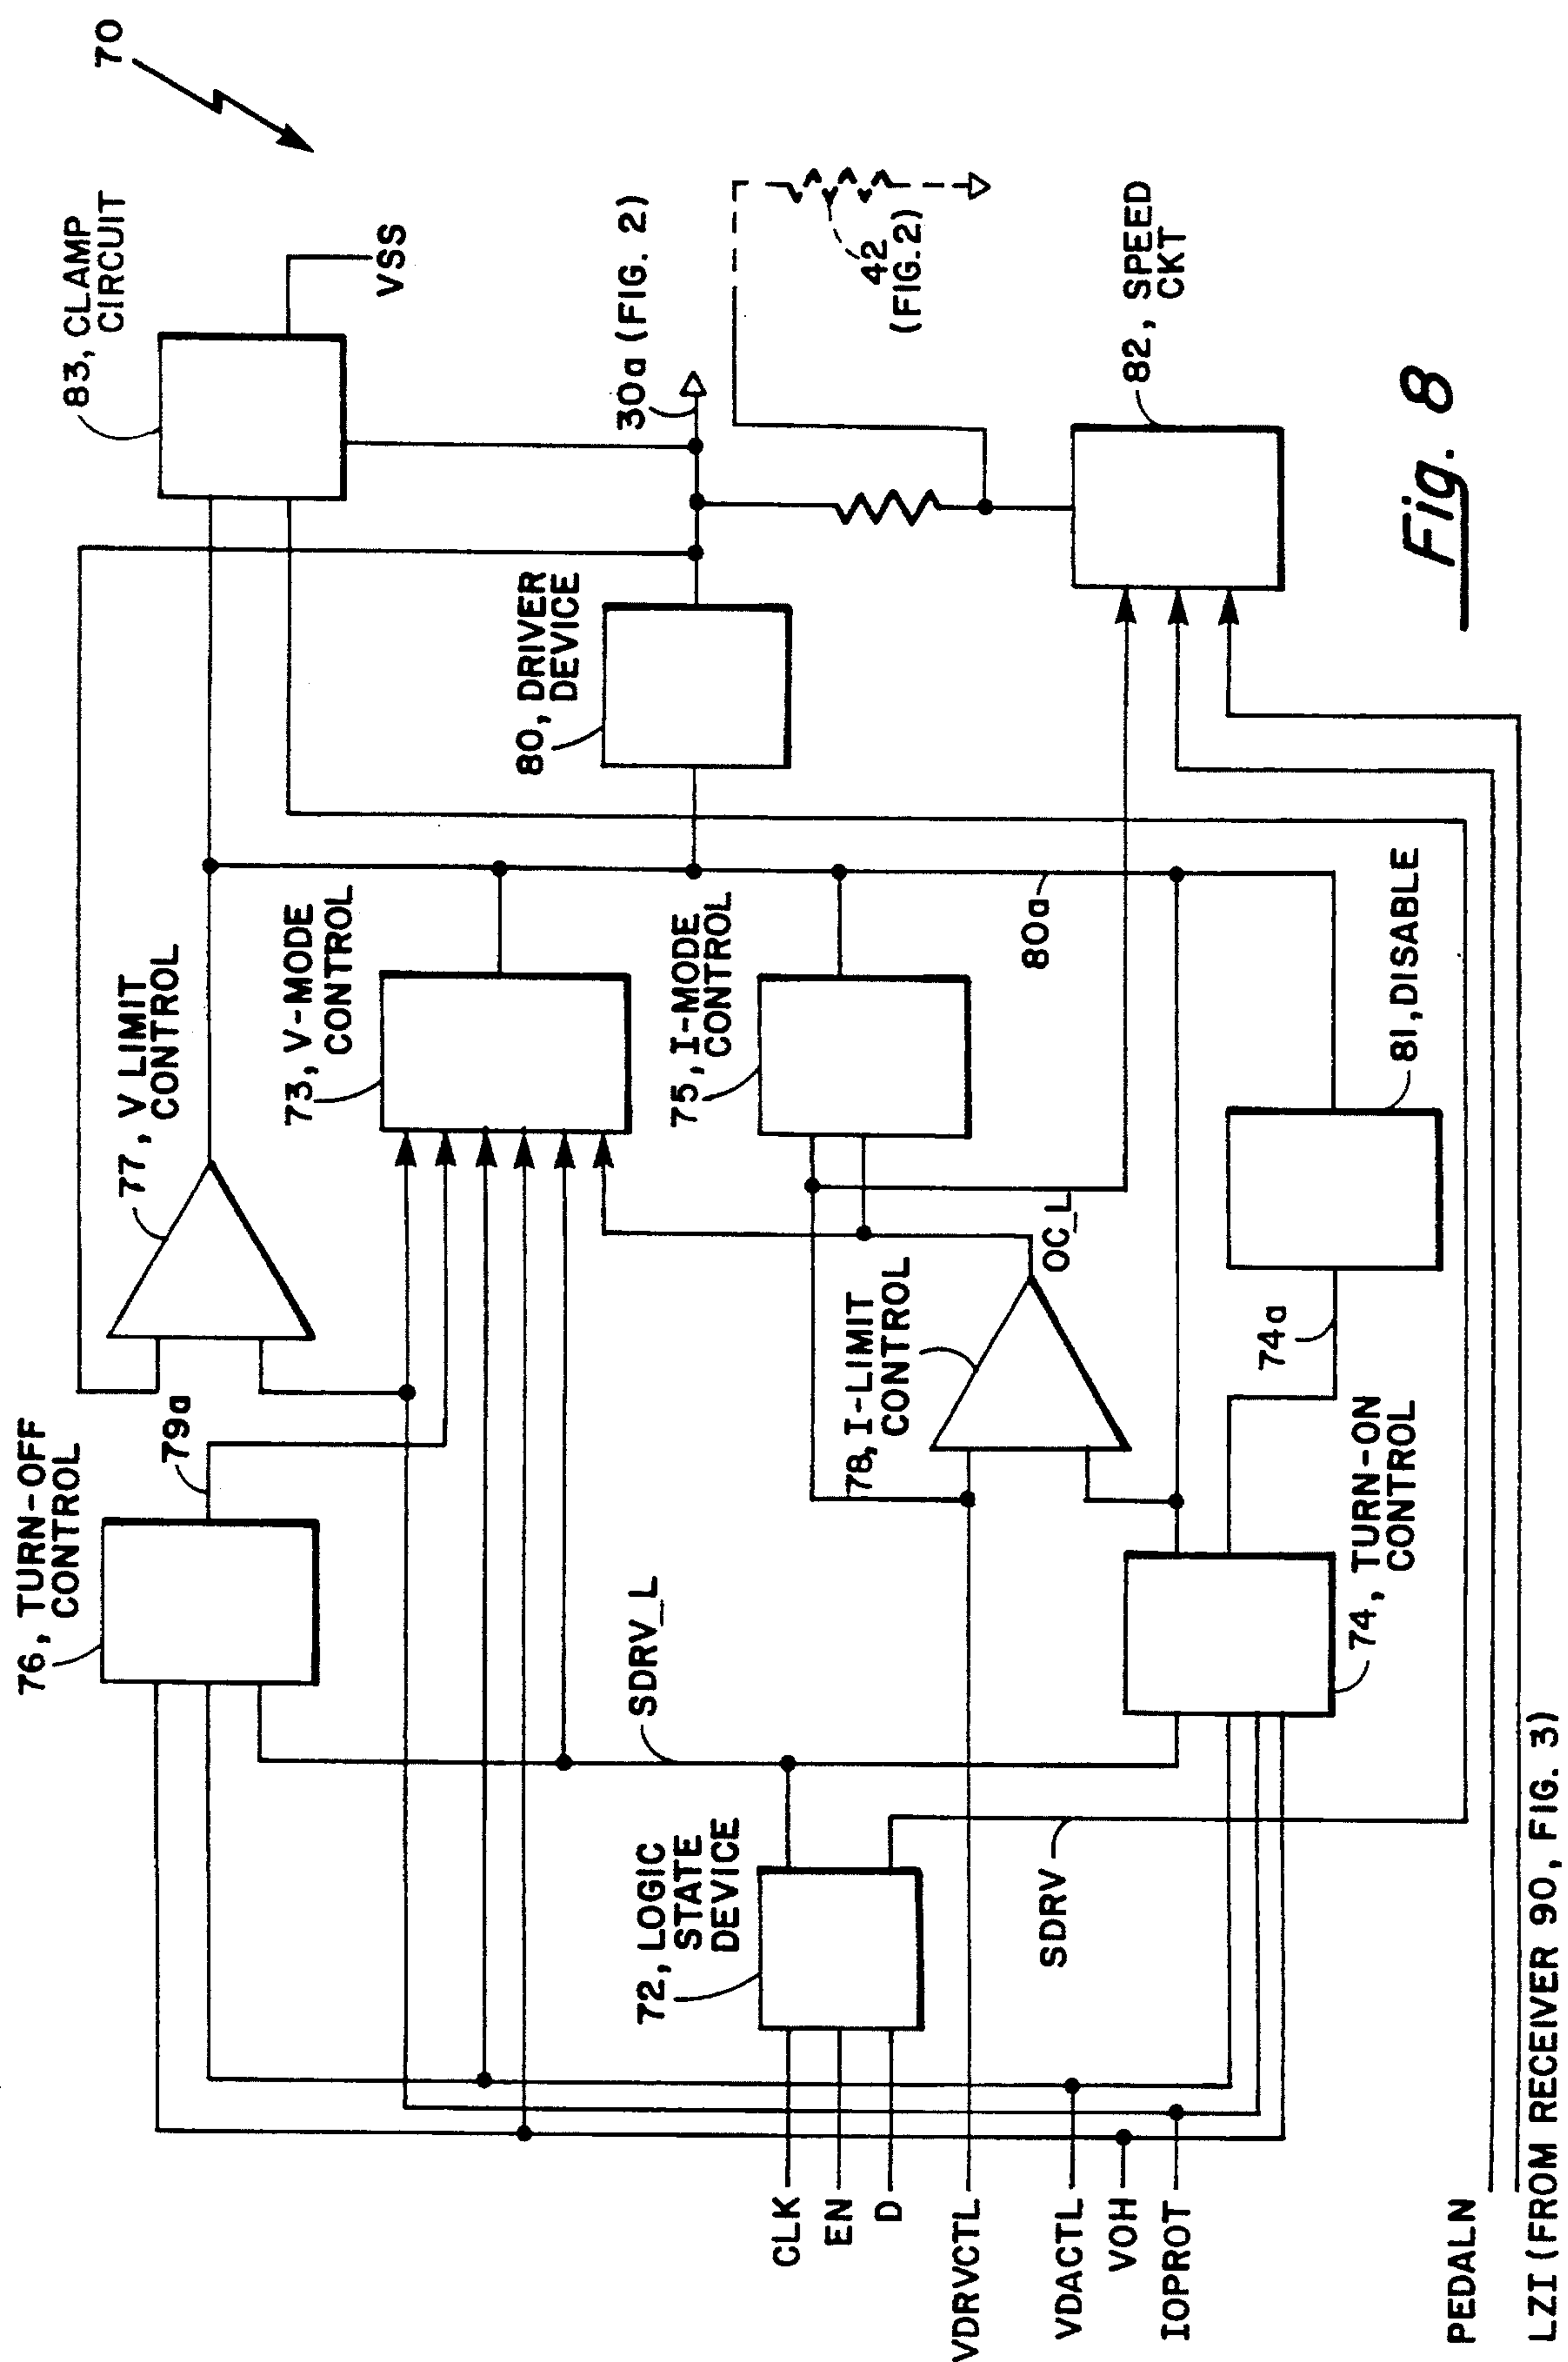 70
83, CLAMP
CIRCUIT
VSS
77, V LIMIT
CONTROL
76, TURN-OFF
CONTROL
79a
73, V-MODE
CONTROL
80, DRIVER
DEVICE
30a (FIG. 2)
42
(FIG. 2)
75, I-MODE
CONTROL
SDRV_L
72, LOGIC
STATE
DEVICE
78, I-LIMIT
CONTROL
OC_L
80a
82, SPEED
CKT
SDRV
74a
81, DISABLE
74, TURN-ON
CONTROL
CLK
EN
D
VDRVCTL
VDACTL
VOH
IOPROT
PEDALN
LZI (FROM RECEIVER 90, FIG. 3)
Fig. 8